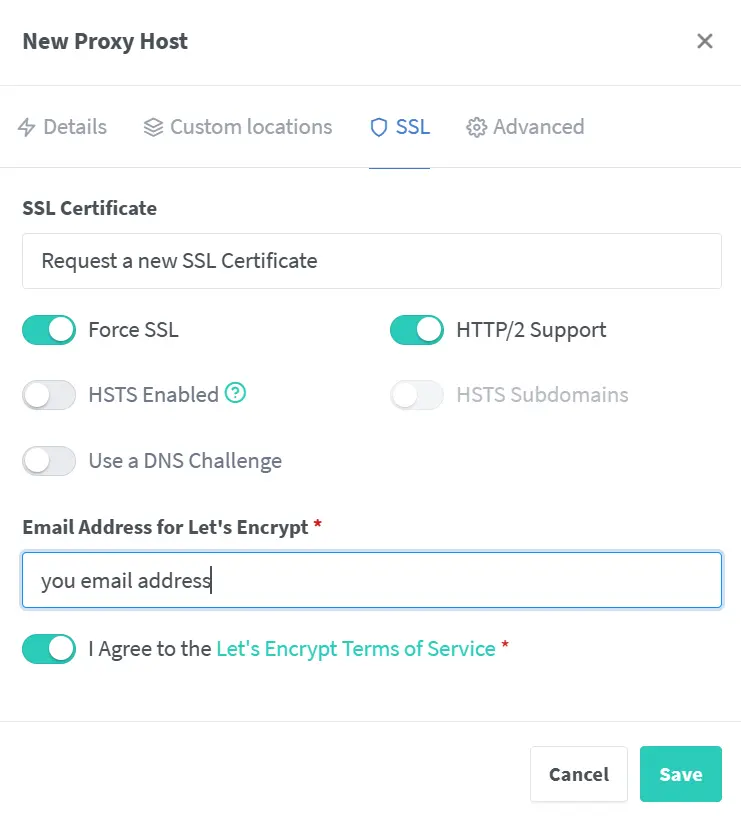 New Proxy Host
Details Custom locations SSL Advanced
SSL Certificate
Request a new SSL Certificate
Force SSL HTTP/2 Support
HSTS Enabled ? HSTS Subdomains
Use a DNS Challenge
Email Address for Let's Encrypt *
you email address
I Agree to the Let's Encrypt Terms of Service *
Cancel Save